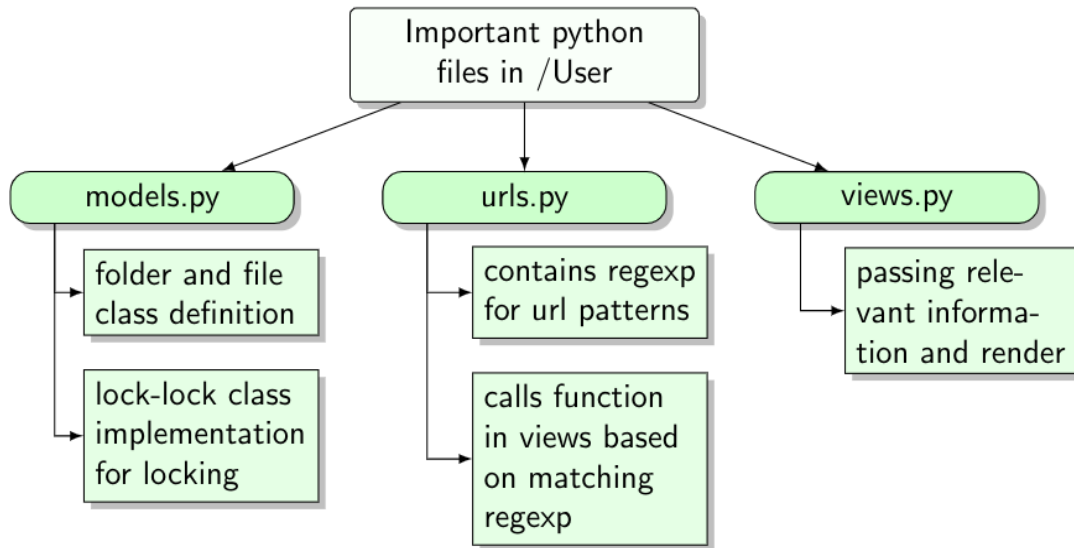 Important python
files in /User
models.py
folder and file
class definition
lock-lock class
implementation
for locking
urls.py
contains regexp
for url patterns
calls function
in views based
on matching
regexp
views.py
passing rele-
vant informa-
tion and render